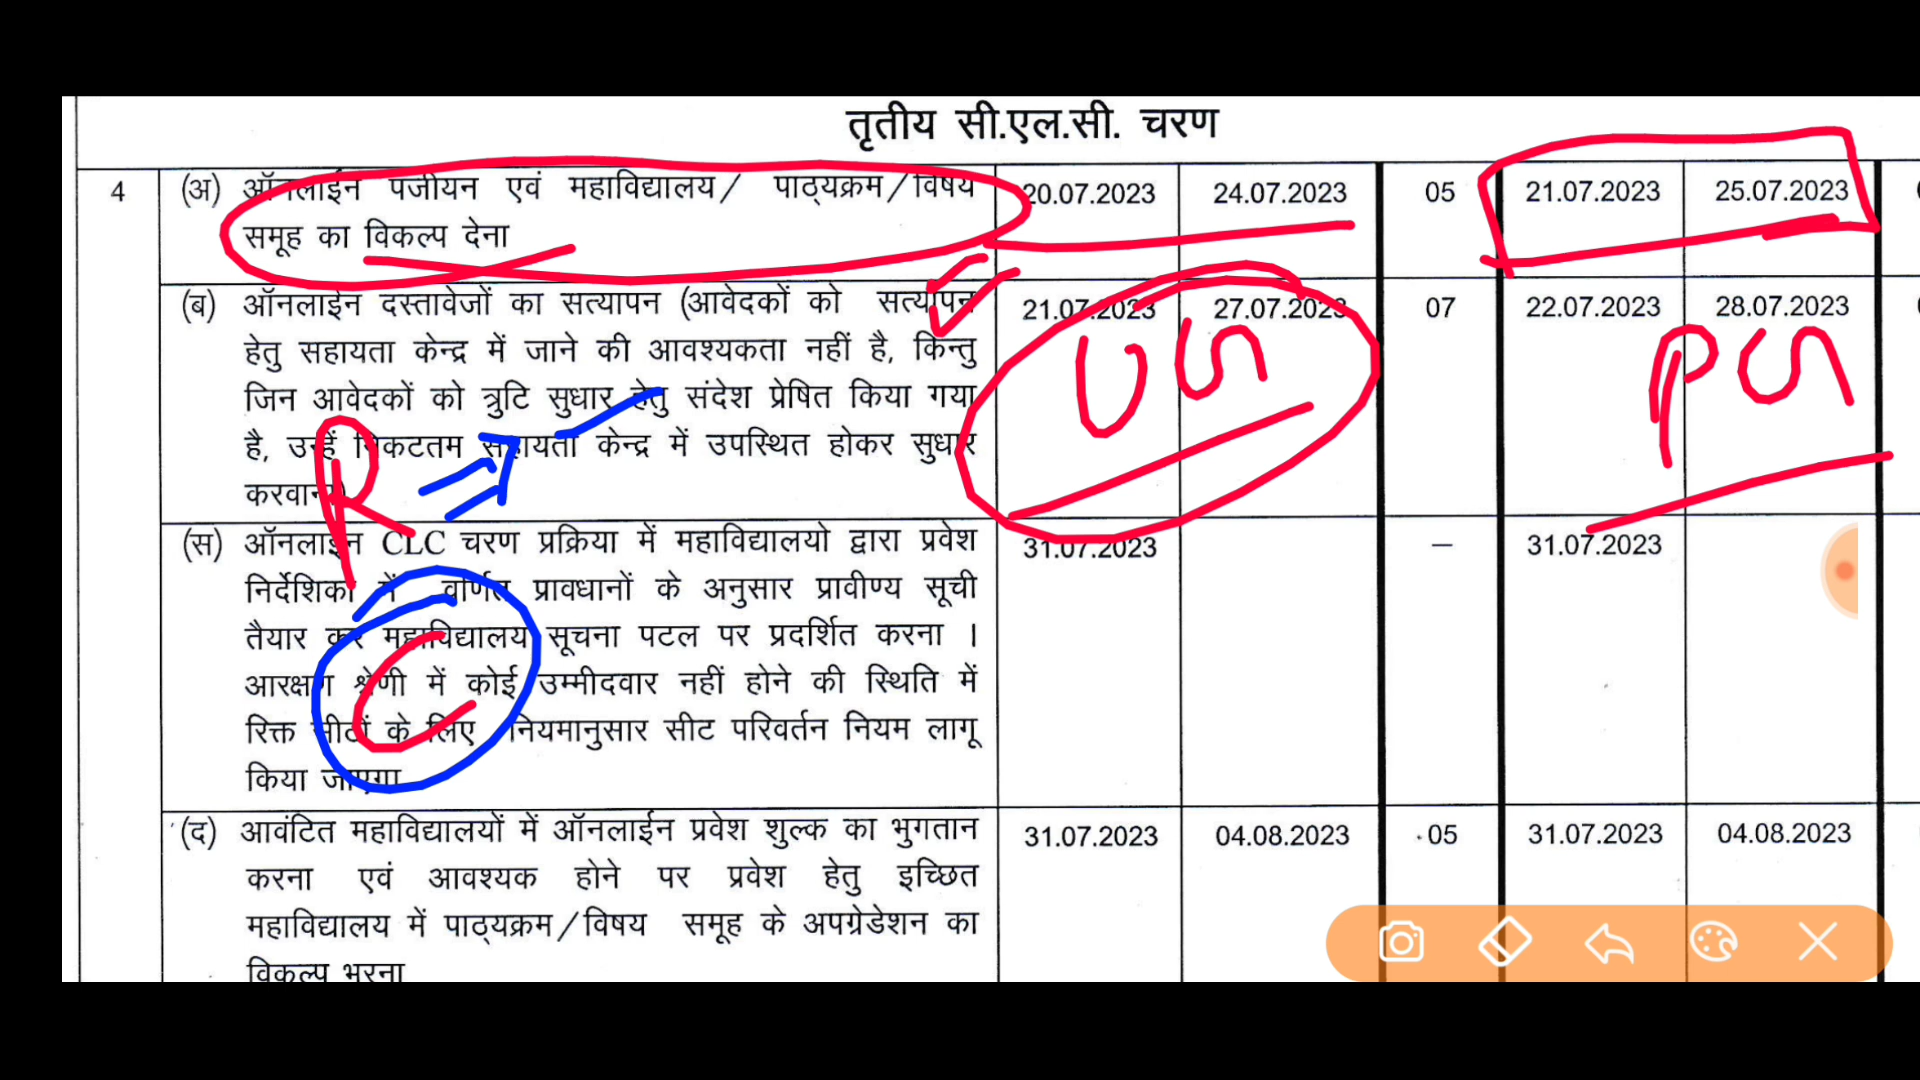 तृतीय सी.एल.सी. चरण
4 (अ) ऑनलाईन पंजीयन एवं महाविद्यालय/ पाठ्यक्रम/विषय 20.07.2023 24.07.2023 05 21.07.2023 25.07.2023
समूह का विकल्प देना
(ब) ऑनलाईन दस्तावेजों का सत्यापन (आवेदकों को सत्यापन 21.07.2023 27.07.2023 07 22.07.2023 28.07.2023
हेतु सहायता केन्द्र में जाने की आवश्यकता नहीं है, किन्तु
जिन आवेदकों को त्रुटि सुधार हेतु संदेश प्रेषित किया गया
है, उन्हें निकटतम सहायता केन्द्र में उपस्थित होकर सुधार
करवाना)
UG
PG
R
(स) ऑनलाईन CLC चरण प्रक्रिया में महाविद्यालयो द्वारा प्रवेश 31.07.2023 – 31.07.2023
निर्देशिका में वर्णित प्रावधानों के अनुसार प्रावीण्य सूची
तैयार कर महाविद्यालय सूचना पटल पर प्रदर्शित करना ।
आरक्षण श्रेणी में कोई उम्मीदवार नहीं होने की स्थिति में
रिक्त सीटों के लिए नियमानुसार सीट परिवर्तन नियम लागू
किया जाएगा
C
(द) आवंटित महाविद्यालयों में ऑनलाईन प्रवेश शुल्क का भुगतान 31.07.2023 04.08.2023 05 31.07.2023 04.08.2023
करना एवं आवश्यक होने पर प्रवेश हेतु इच्छित
महाविद्यालय में पाठ्यक्रम/विषय समूह के अपग्रेडेशन का
विकल्प भरना